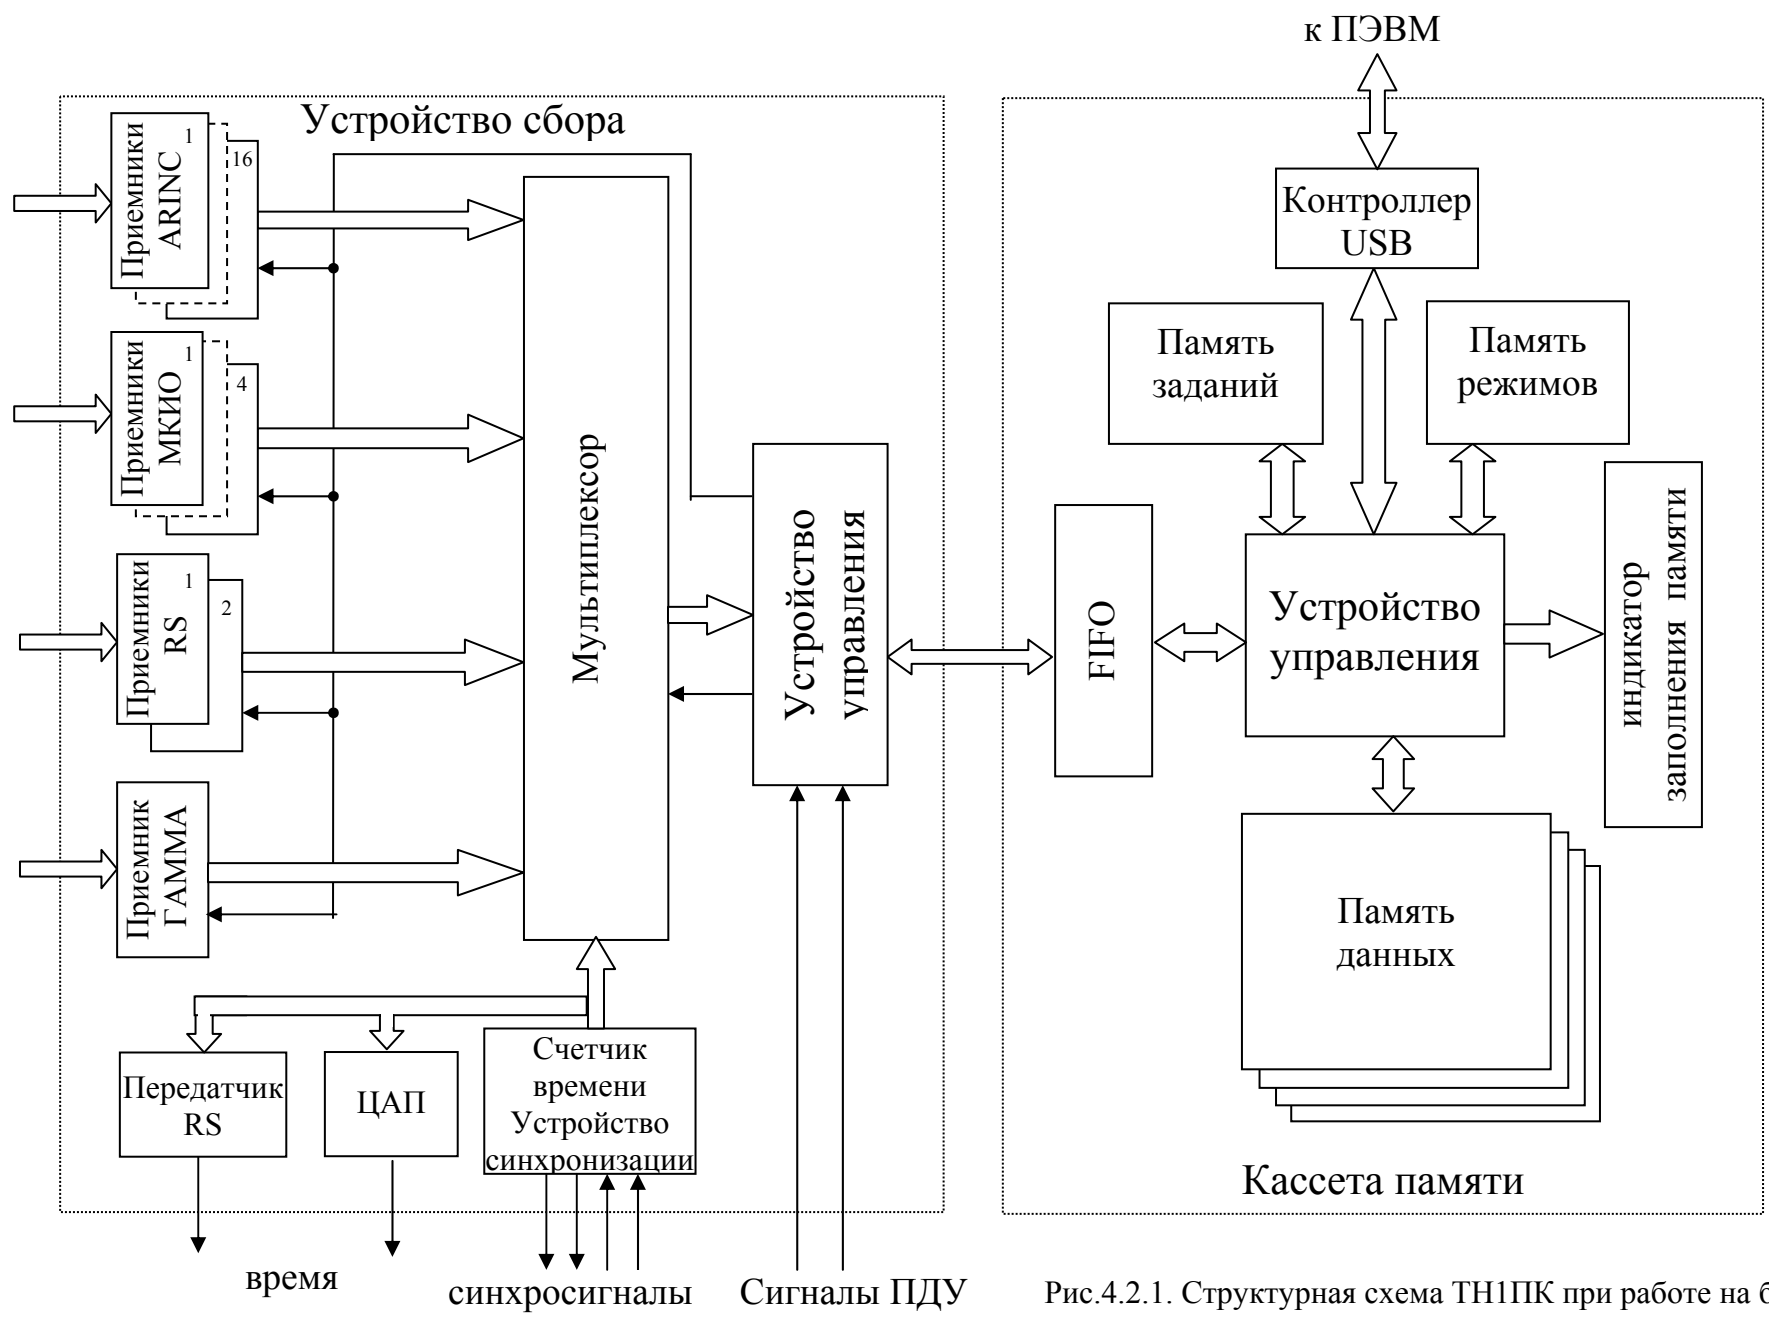 к ПЭВМ
Устройство сбора
Приемники
ARINC
1
16
Приемники
МКИО
1
4
Приемники
RS
1
2
Приемник
ГАММА
Мультиплексор
Устройство
управления
Передатчик
RS
ЦАП
Счетчик
времени
Устройство
синхронизации
время
синхросигналы
Сигналы ПДУ
Контроллер
USB
Память
заданий
Память
режимов
FIFO
Устройство
управления
индикатор
заполнения памяти
Память
данных
Кассета памяти
Рис.4.2.1. Структурная схема ТН1ПК при работе на